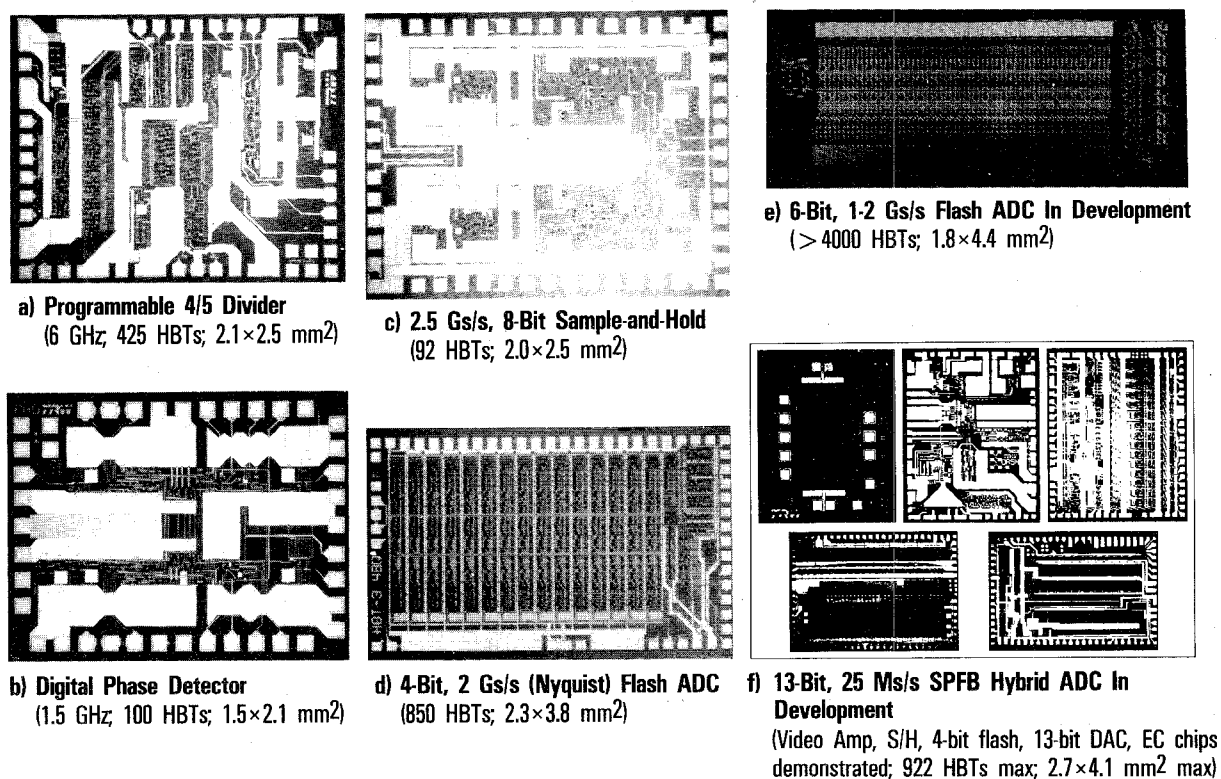 a) Programmable 4/5 Divider
(6 GHz; 425 HBTs; 2.1×2.5 mm2)
b) Digital Phase Detector
(1.5 GHz; 100 HBTs; 1.5×2.1 mm2)
c) 2.5 Gs/s, 8-Bit Sample-and-Hold
(92 HBTs; 2.0×2.5 mm2)
d) 4-Bit, 2 Gs/s (Nyquist) Flash ADC
(850 HBTs; 2.3×3.8 mm2)
e) 6-Bit, 1-2 Gs/s Flash ADC In Development
(>4000 HBTs; 1.8×4.4 mm2)
f) 13-Bit, 25 Ms/s SPFB Hybrid ADC In
Development
(Video Amp, S/H, 4-bit flash, 13-bit DAC, EC chips
demonstrated; 922 HBTs max; 2.7×4.1 mm2 max)